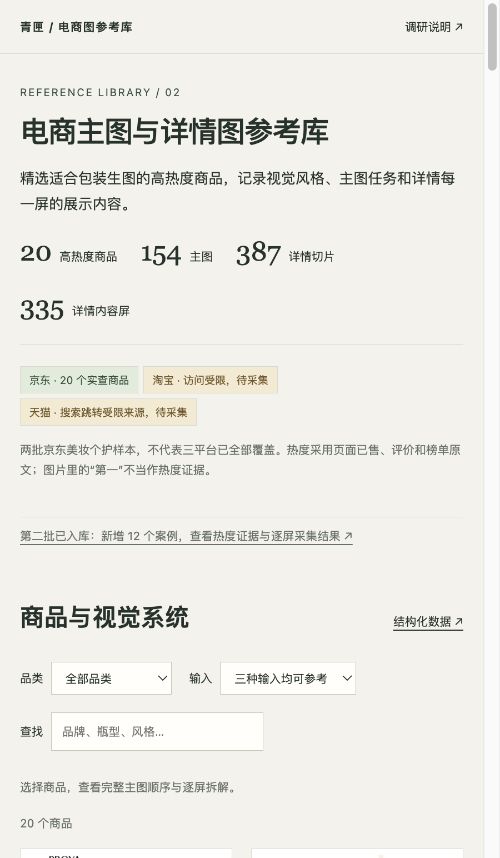 青匣 / 电商图参考库
调研说明 ↗
REFERENCE LIBRARY / 02
电商主图与详情图参考库
精选适合包装生图的高热度商品，记录视觉风格、主图任务和详情每
一屏的展示内容。
20 高热度商品 154 主图 387 详情切片
335 详情内容屏
京东 · 20 个实查商品 淘宝 · 访问受限，待采集
天猫 · 搜索跳转受限来源，待采集
两批京东美妆个护样本，不代表三平台已全部覆盖。热度采用页面已售、评价和榜单原
文；图片里的“第一”不当作热度证据。
第二批已入库：新增 12 个案例，查看热度证据与逐屏采集结果 ↗
商品与视觉系统
结构化数据 ↗
品类 全部品类 输入 三种输入均可参考
查找 品牌、瓶型、风格...
选择商品，查看完整主图顺序与逐屏拆解。
20 个商品